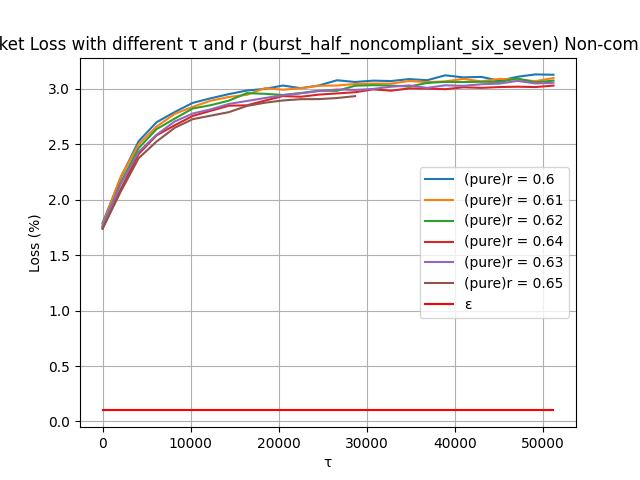 ket Loss with different τ and r (burst_half_noncompliant_six_seven) Non-com
3.0
2.5
2.0
1.5
1.0
0.5
0.0
Loss (%)
(pure)r = 0.6
(pure)r = 0.61
(pure)r = 0.62
(pure)r = 0.64
(pure)r = 0.63
(pure)r = 0.65
ε
0 10000 20000 30000 40000 50000
τ